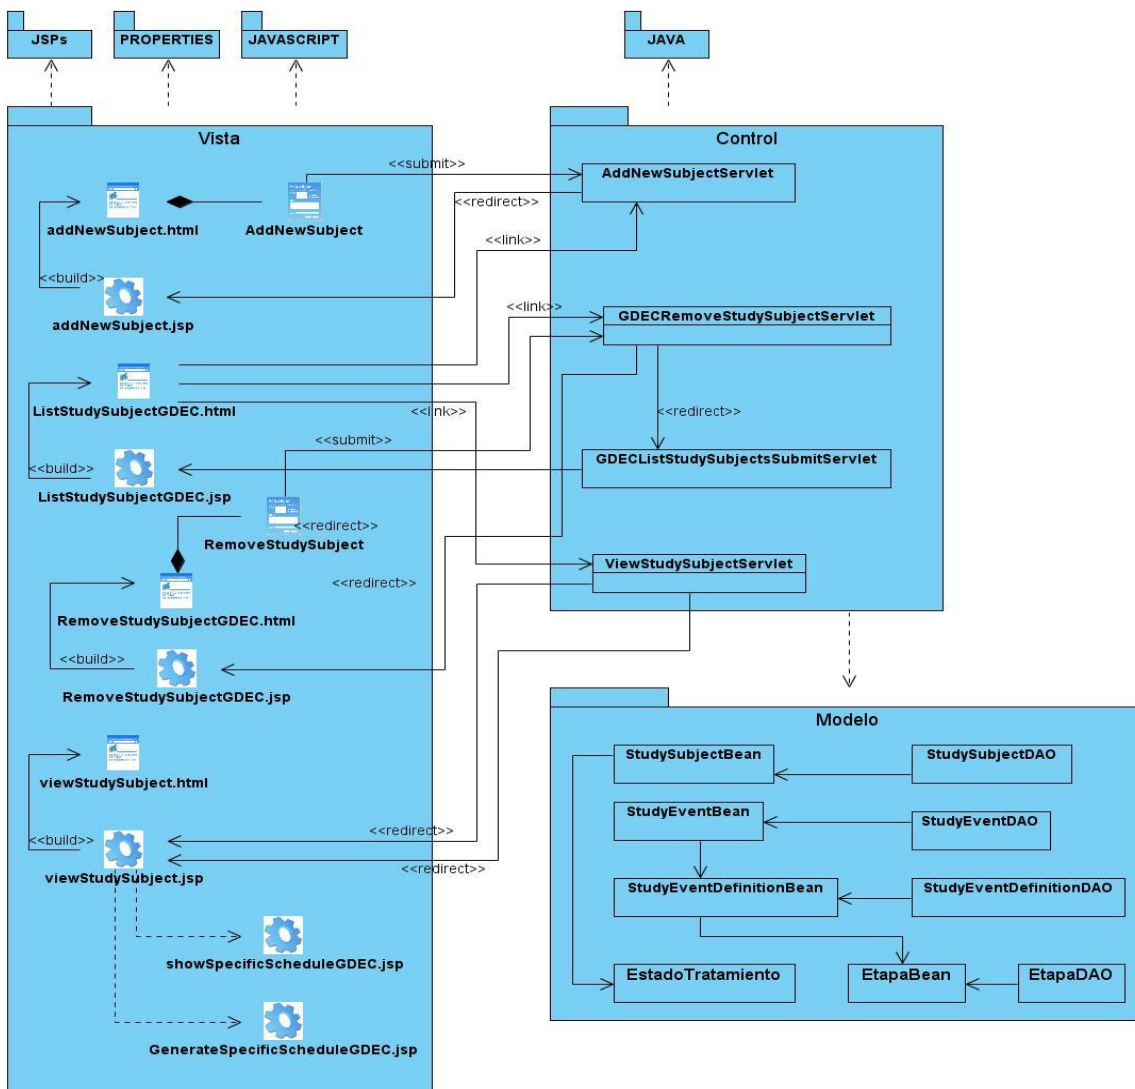 JSPs
PROPERTIES
JAVASCRIPT
JAVA
Vista
Control
<<submit>>
AddNewSubjectServlet
<<redirect>>
addNewSubject.html
AddNewSubject
<<link>>
<<build>>
addNewSubject.jsp
<<link>>
GDECRemoveStudySubjectServlet
ListStudySubjectGDEC.html
<<link>>
<<redirect>>
<<submit>>
GDECListStudySubjectsSubmitServlet
<<build>>
ListStudySubjectGDEC.jsp
<<redirect>>
RemoveStudySubject
ViewStudySubjectServlet
<<redirect>>
RemoveStudySubjectGDEC.html
<<build>>
RemoveStudySubjectGDEC.jsp
Modelo
StudySubjectBean
StudySubjectDAO
viewStudySubject.html
StudyEventBean
StudyEventDAO
<<redirect>>
<<build>>
<<redirect>>
viewStudySubject.jsp
StudyEventDefinitionBean
StudyEventDefinitionDAO
showSpecificScheduleGDEC.jsp
EstadoTratamiento
EtapaBean
EtapaDAO
GenerateSpecificScheduleGDEC.jsp